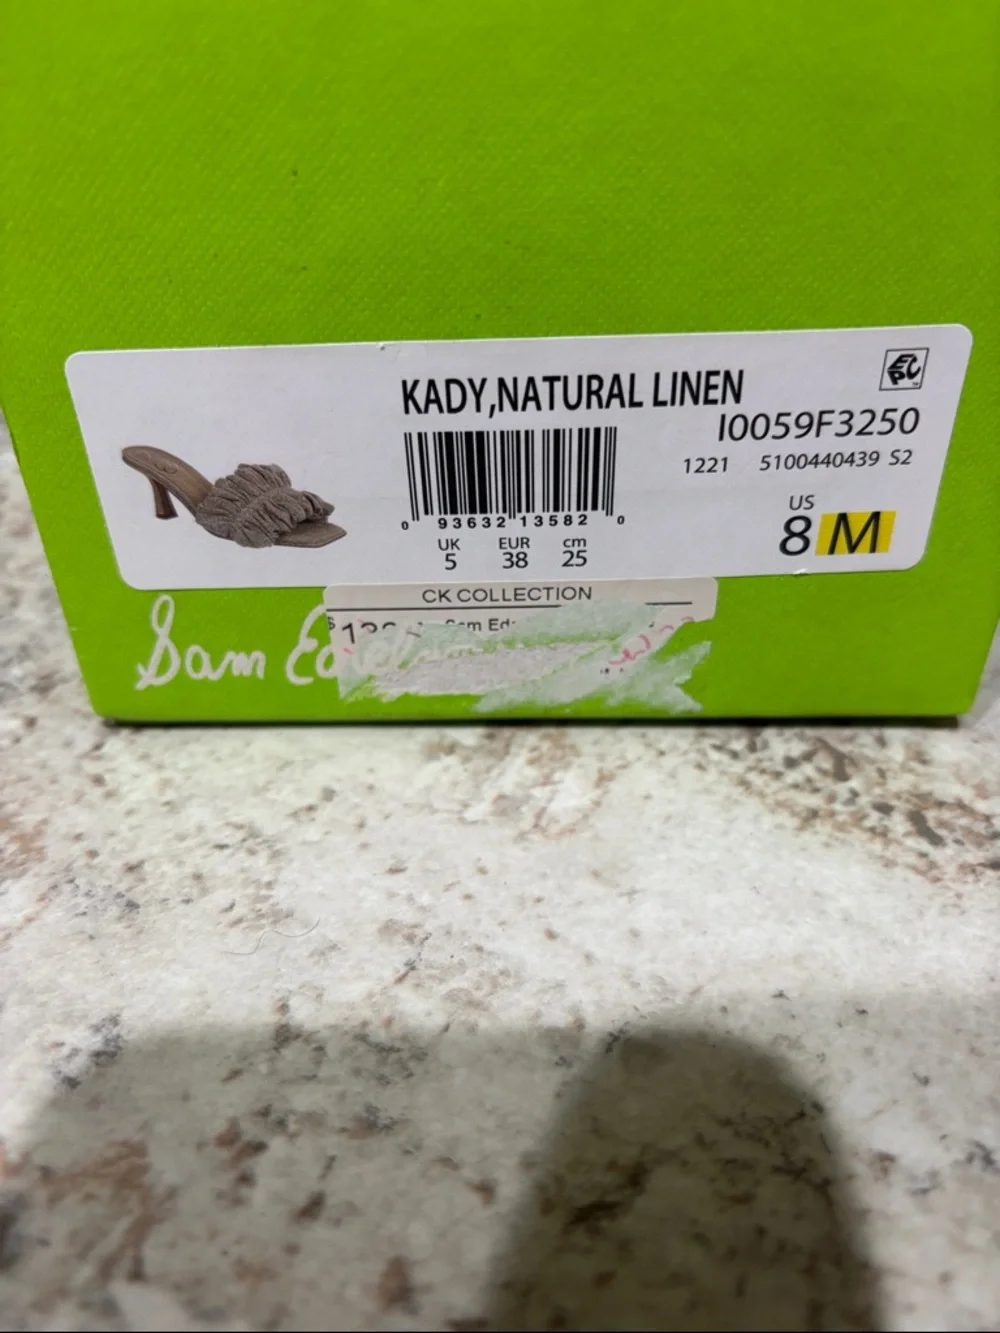 KADY,NATURAL LINEN
I0059F3250
1221 5100440439 S2
0 93632 13582 0
US
8 M
UK EUR cm
5 38 25
CK COLLECTION
$
Sam